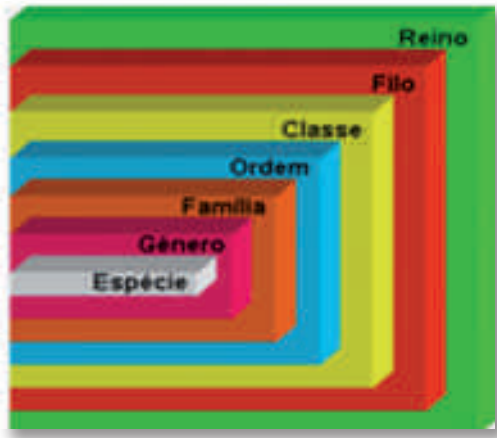 Reino
Filo
Classe
Ordem
Família
Gênero
Espécie